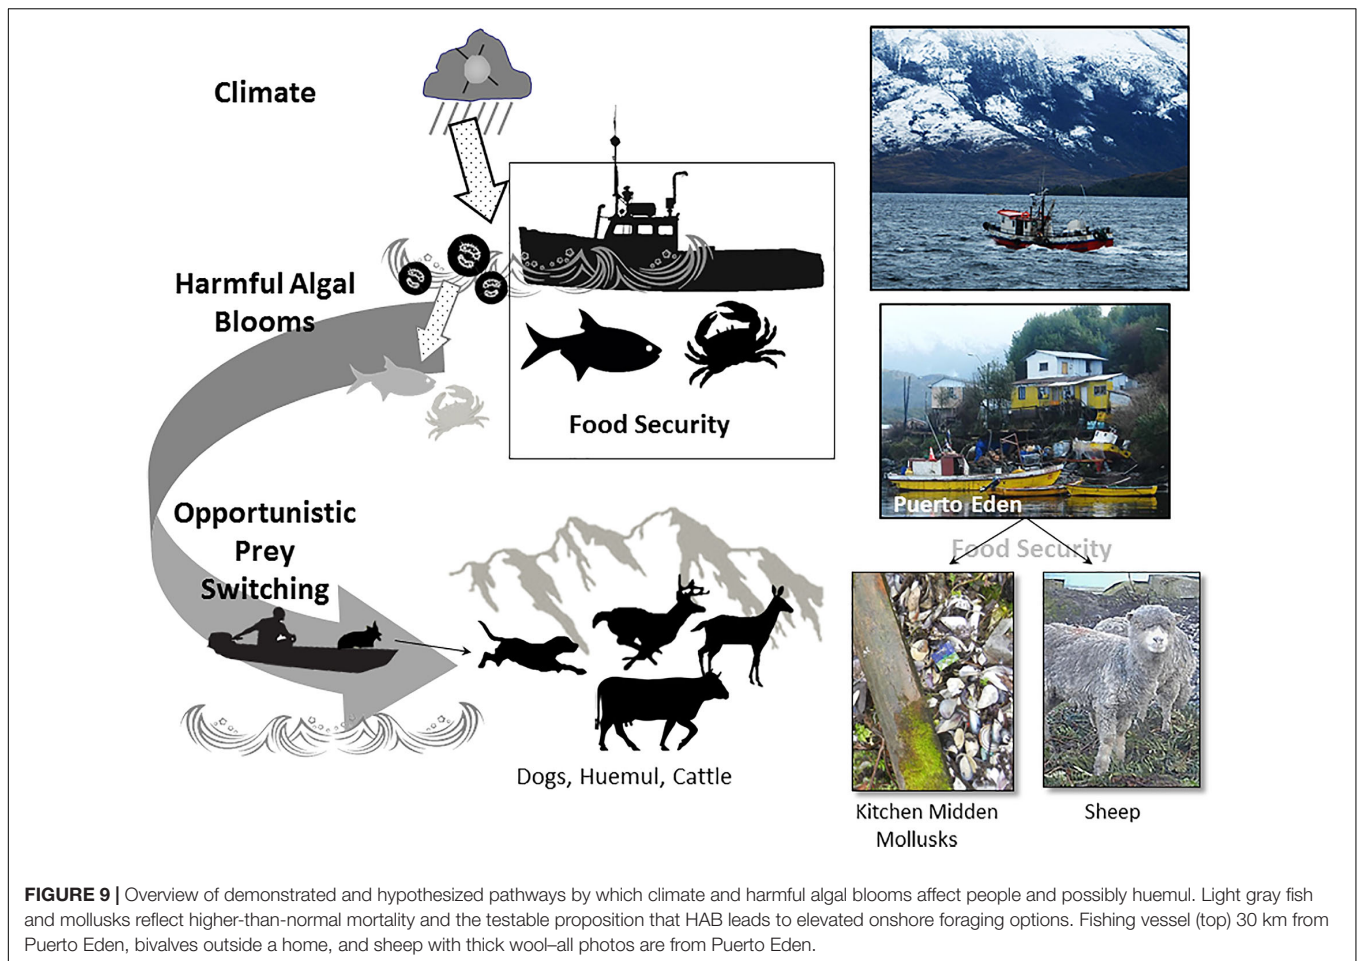 Climate
Harmful Algal
Blooms
Food Security
Opportunistic
Prey
Switching
Dogs, Huemul, Cattle
Puerto Eden
Food Security
Kitchen Midden
Mollusks
Sheep
FIGURE 9 | Overview of demonstrated and hypothesized pathways by which climate and harmful algal blooms affect people and possibly huemul. Light gray fish
and mollusks reflect higher-than-normal mortality and the testable proposition that HAB leads to elevated onshore foraging options. Fishing vessel (top) 30 km from
Puerto Eden, bivalves outside a home, and sheep with thick wool–all photos are from Puerto Eden.